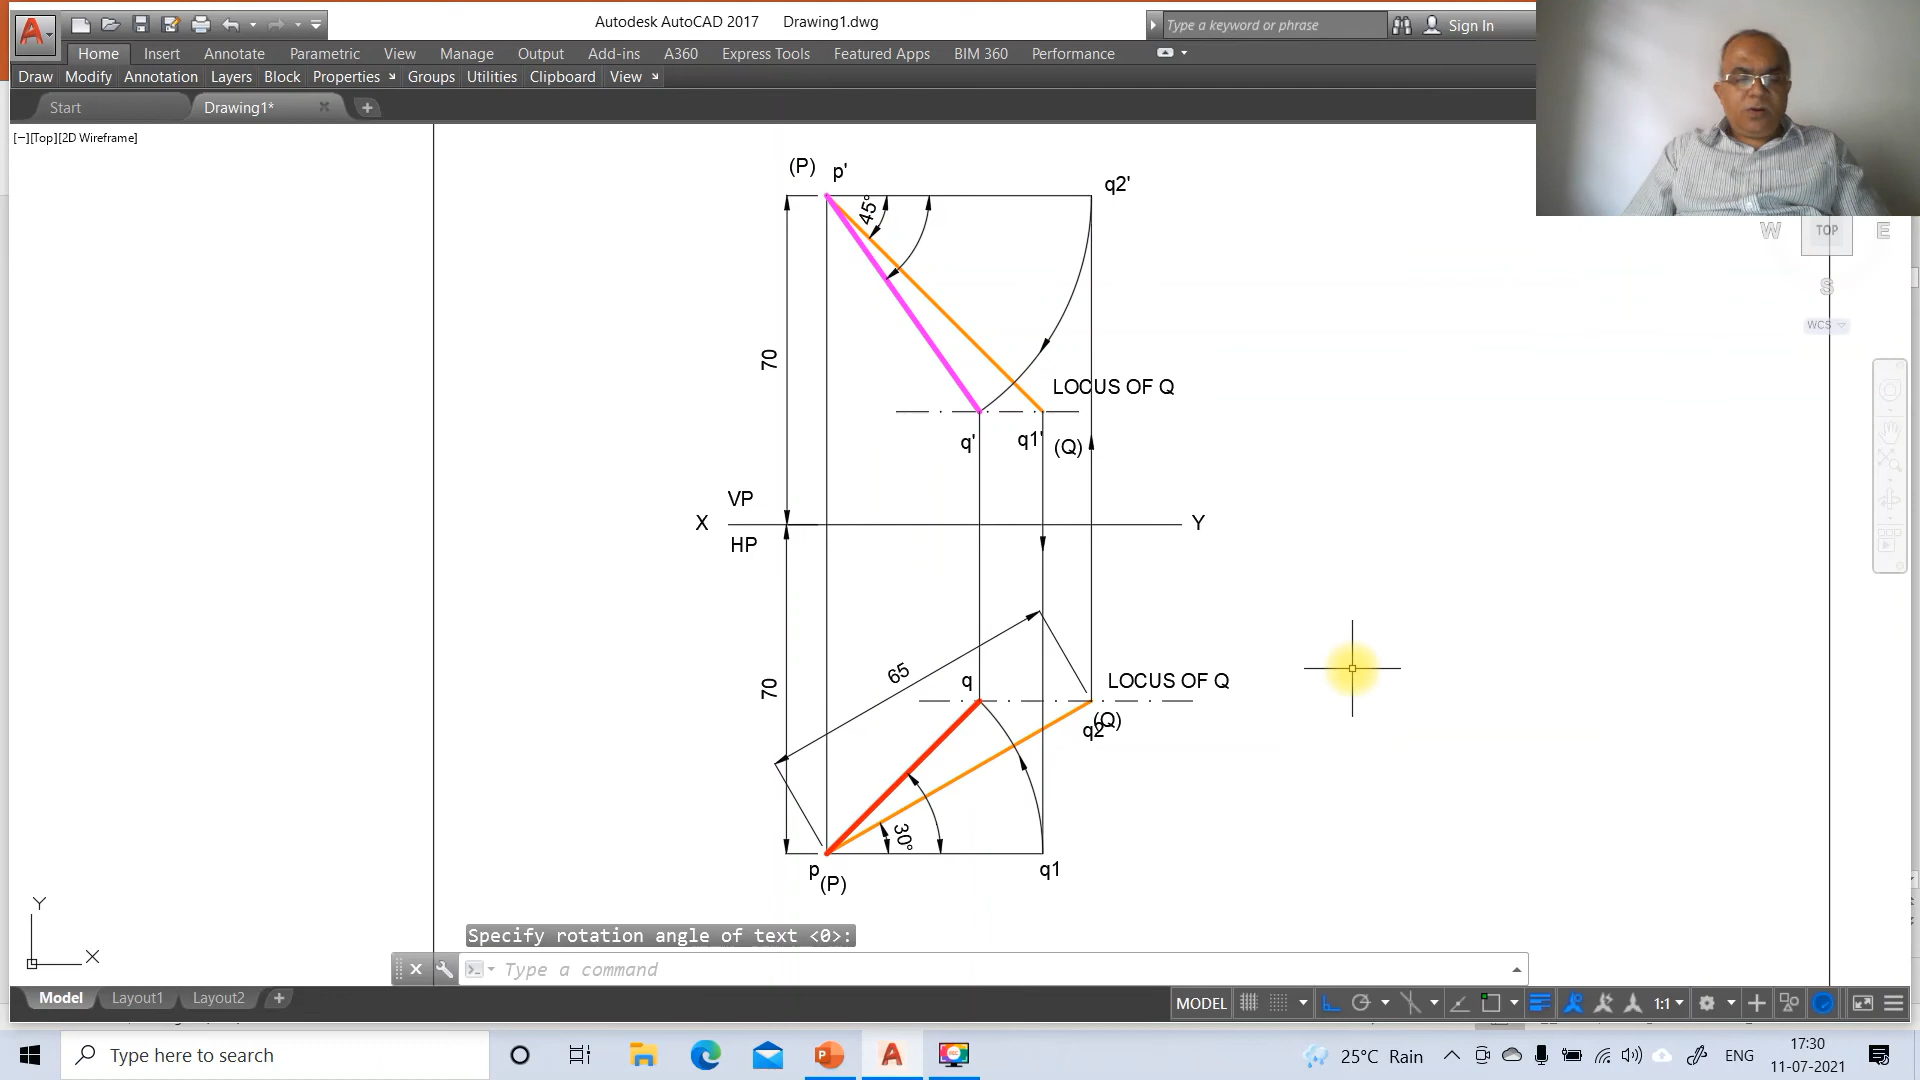 Autodesk AutoCAD 2017 Drawing1.dwg
Type a keyword or phrase
Sign In
Home Insert Annotate Parametric View Manage Output Add-ins A360 Express Tools Featured Apps BIM 360 Performance
Draw Modify Annotation Layers Block Properties Groups Utilities Clipboard View
Start Drawing1*
[−][Top][2D Wireframe]
W TOP E
S
WCS
(P) p'
q2'
45°
70
LOCUS OF Q
q' q1' (Q)
VP
X Y
HP
65
q
LOCUS OF Q
70
(Q)
q2
30°
p (P)
q1
Y
X
Specify rotation angle of text <0>:
Type a command
Model Layout1 Layout2
MODEL 1:1
Type here to search
25°C Rain
ENG
17:30
11-07-2021